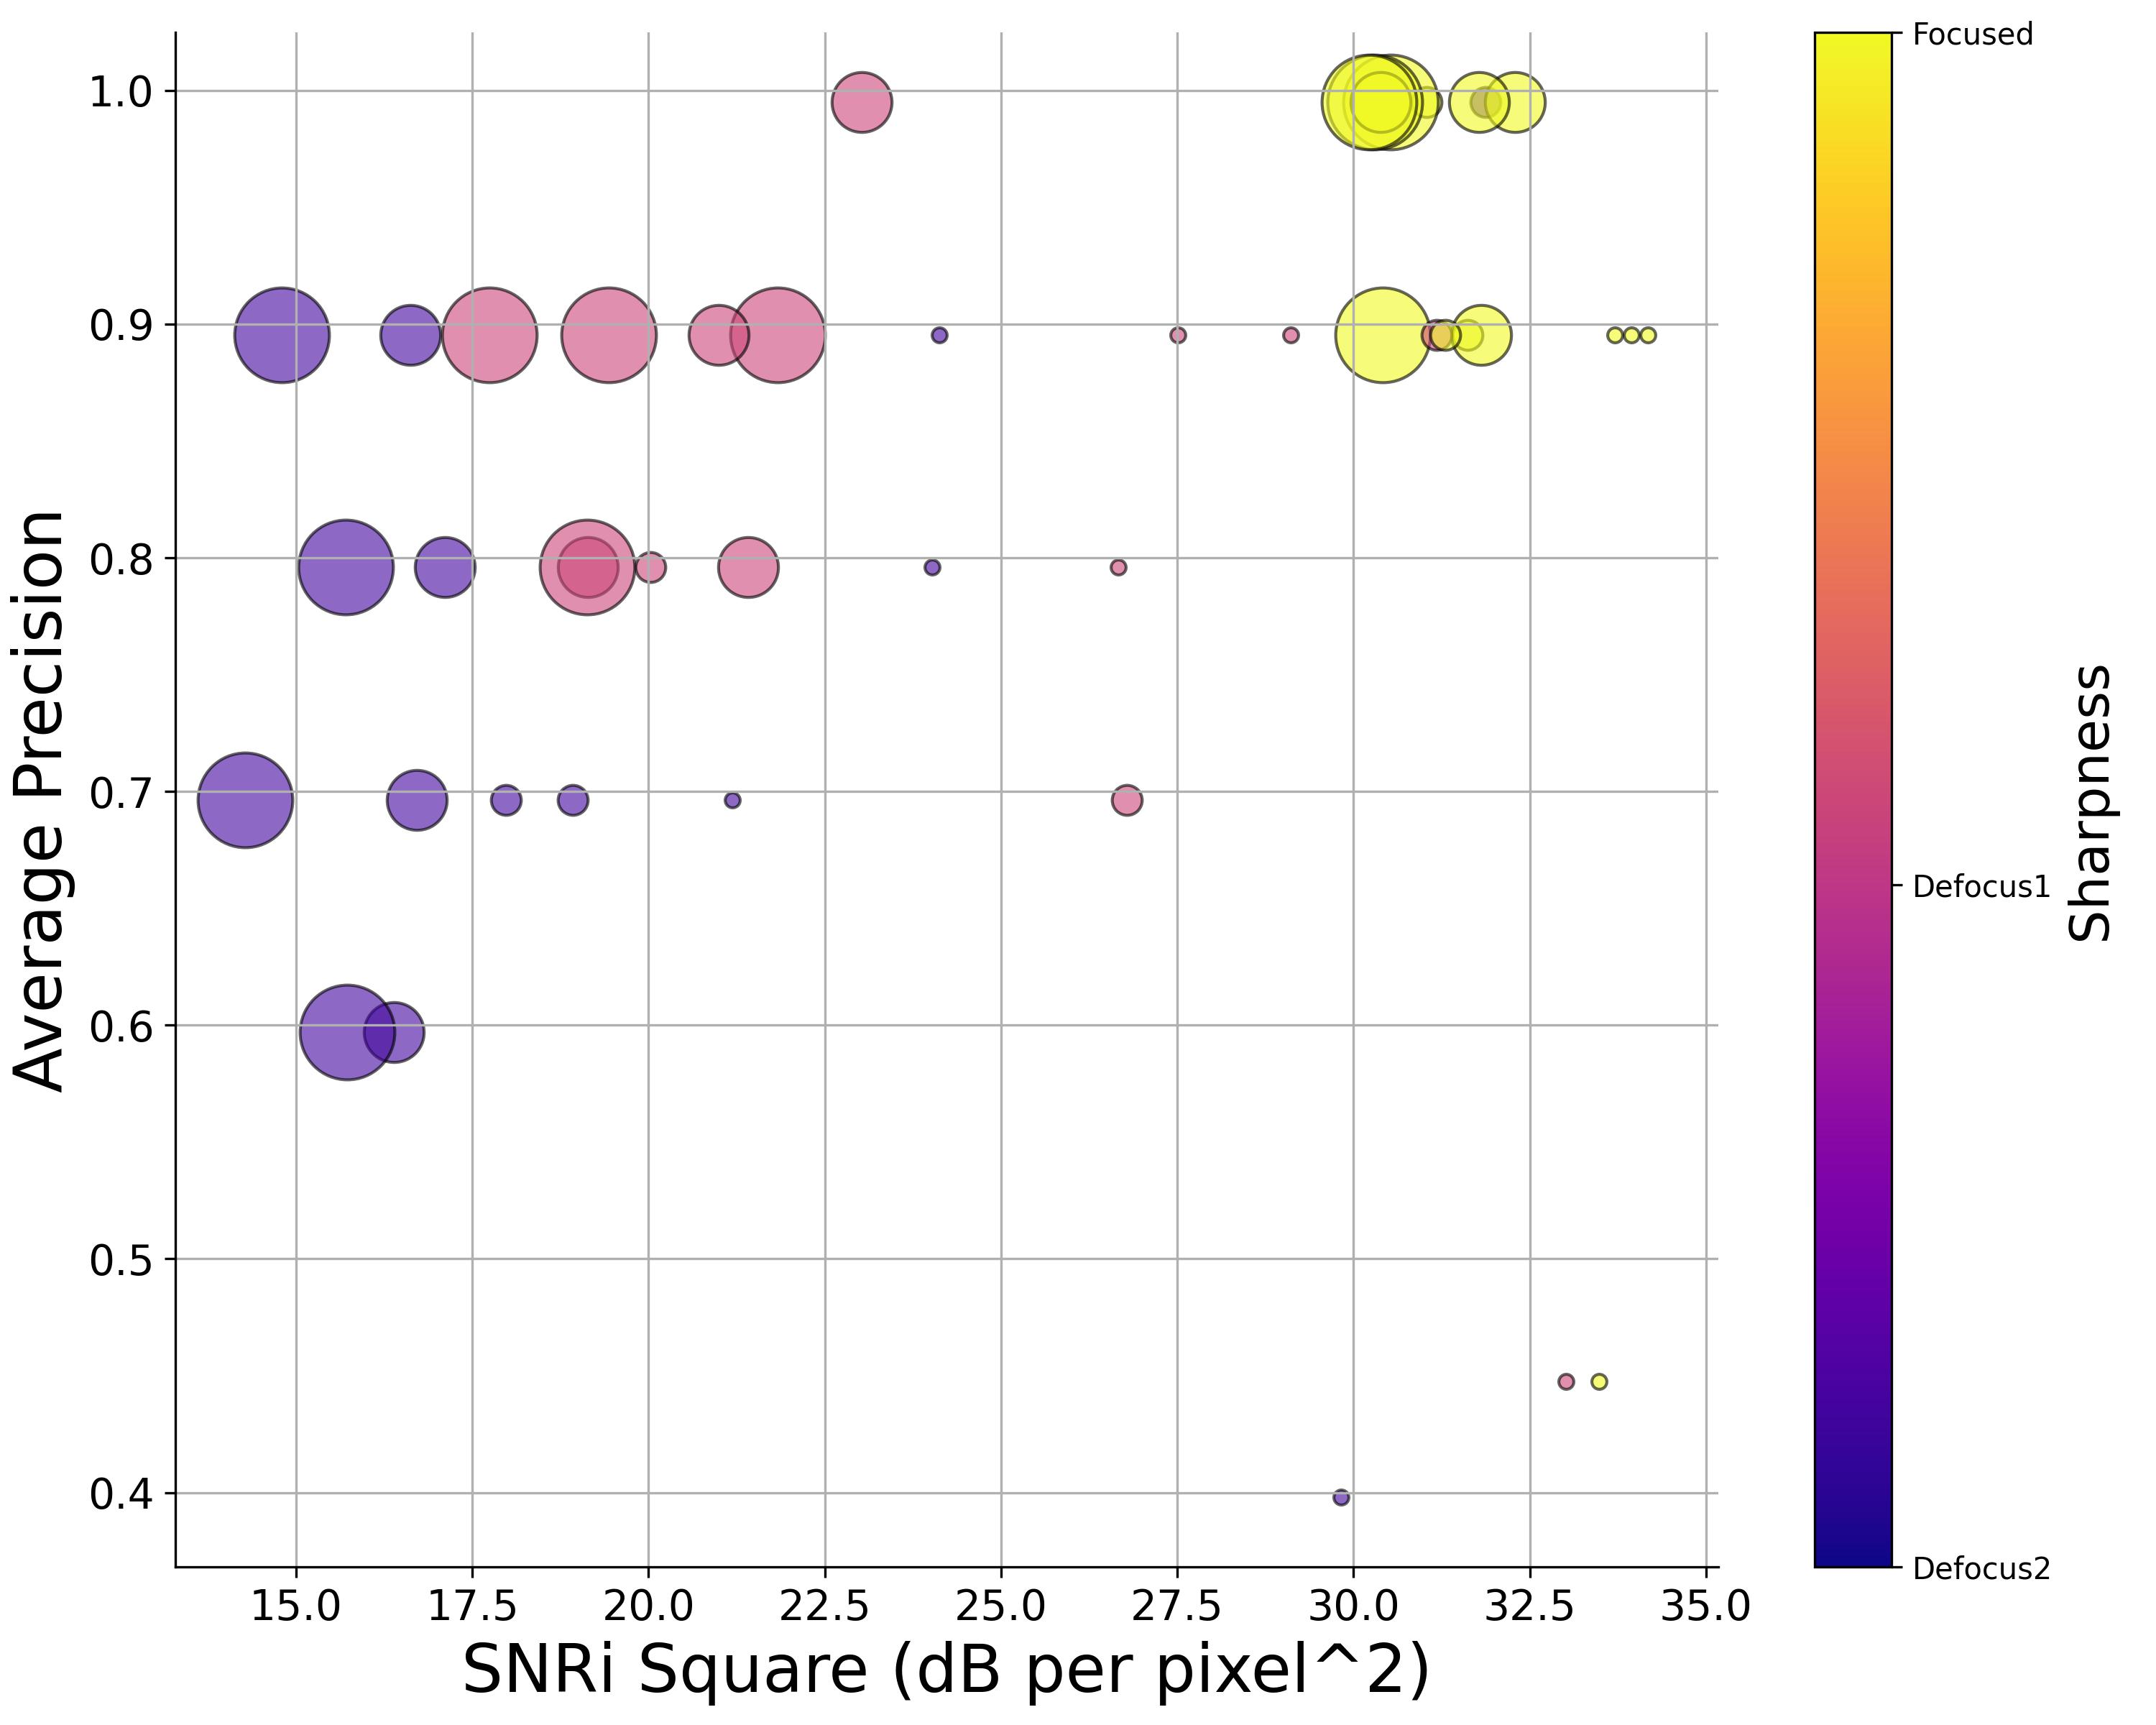 Average Precision
1.0
0.9
0.8
0.7
0.6
0.5
0.4
15.0 17.5 20.0 22.5 25.0 27.5 30.0 32.5 35.0
SNRi Square (dB per pixel^2)
Focused
Defocus1
Defocus2
Sharpness